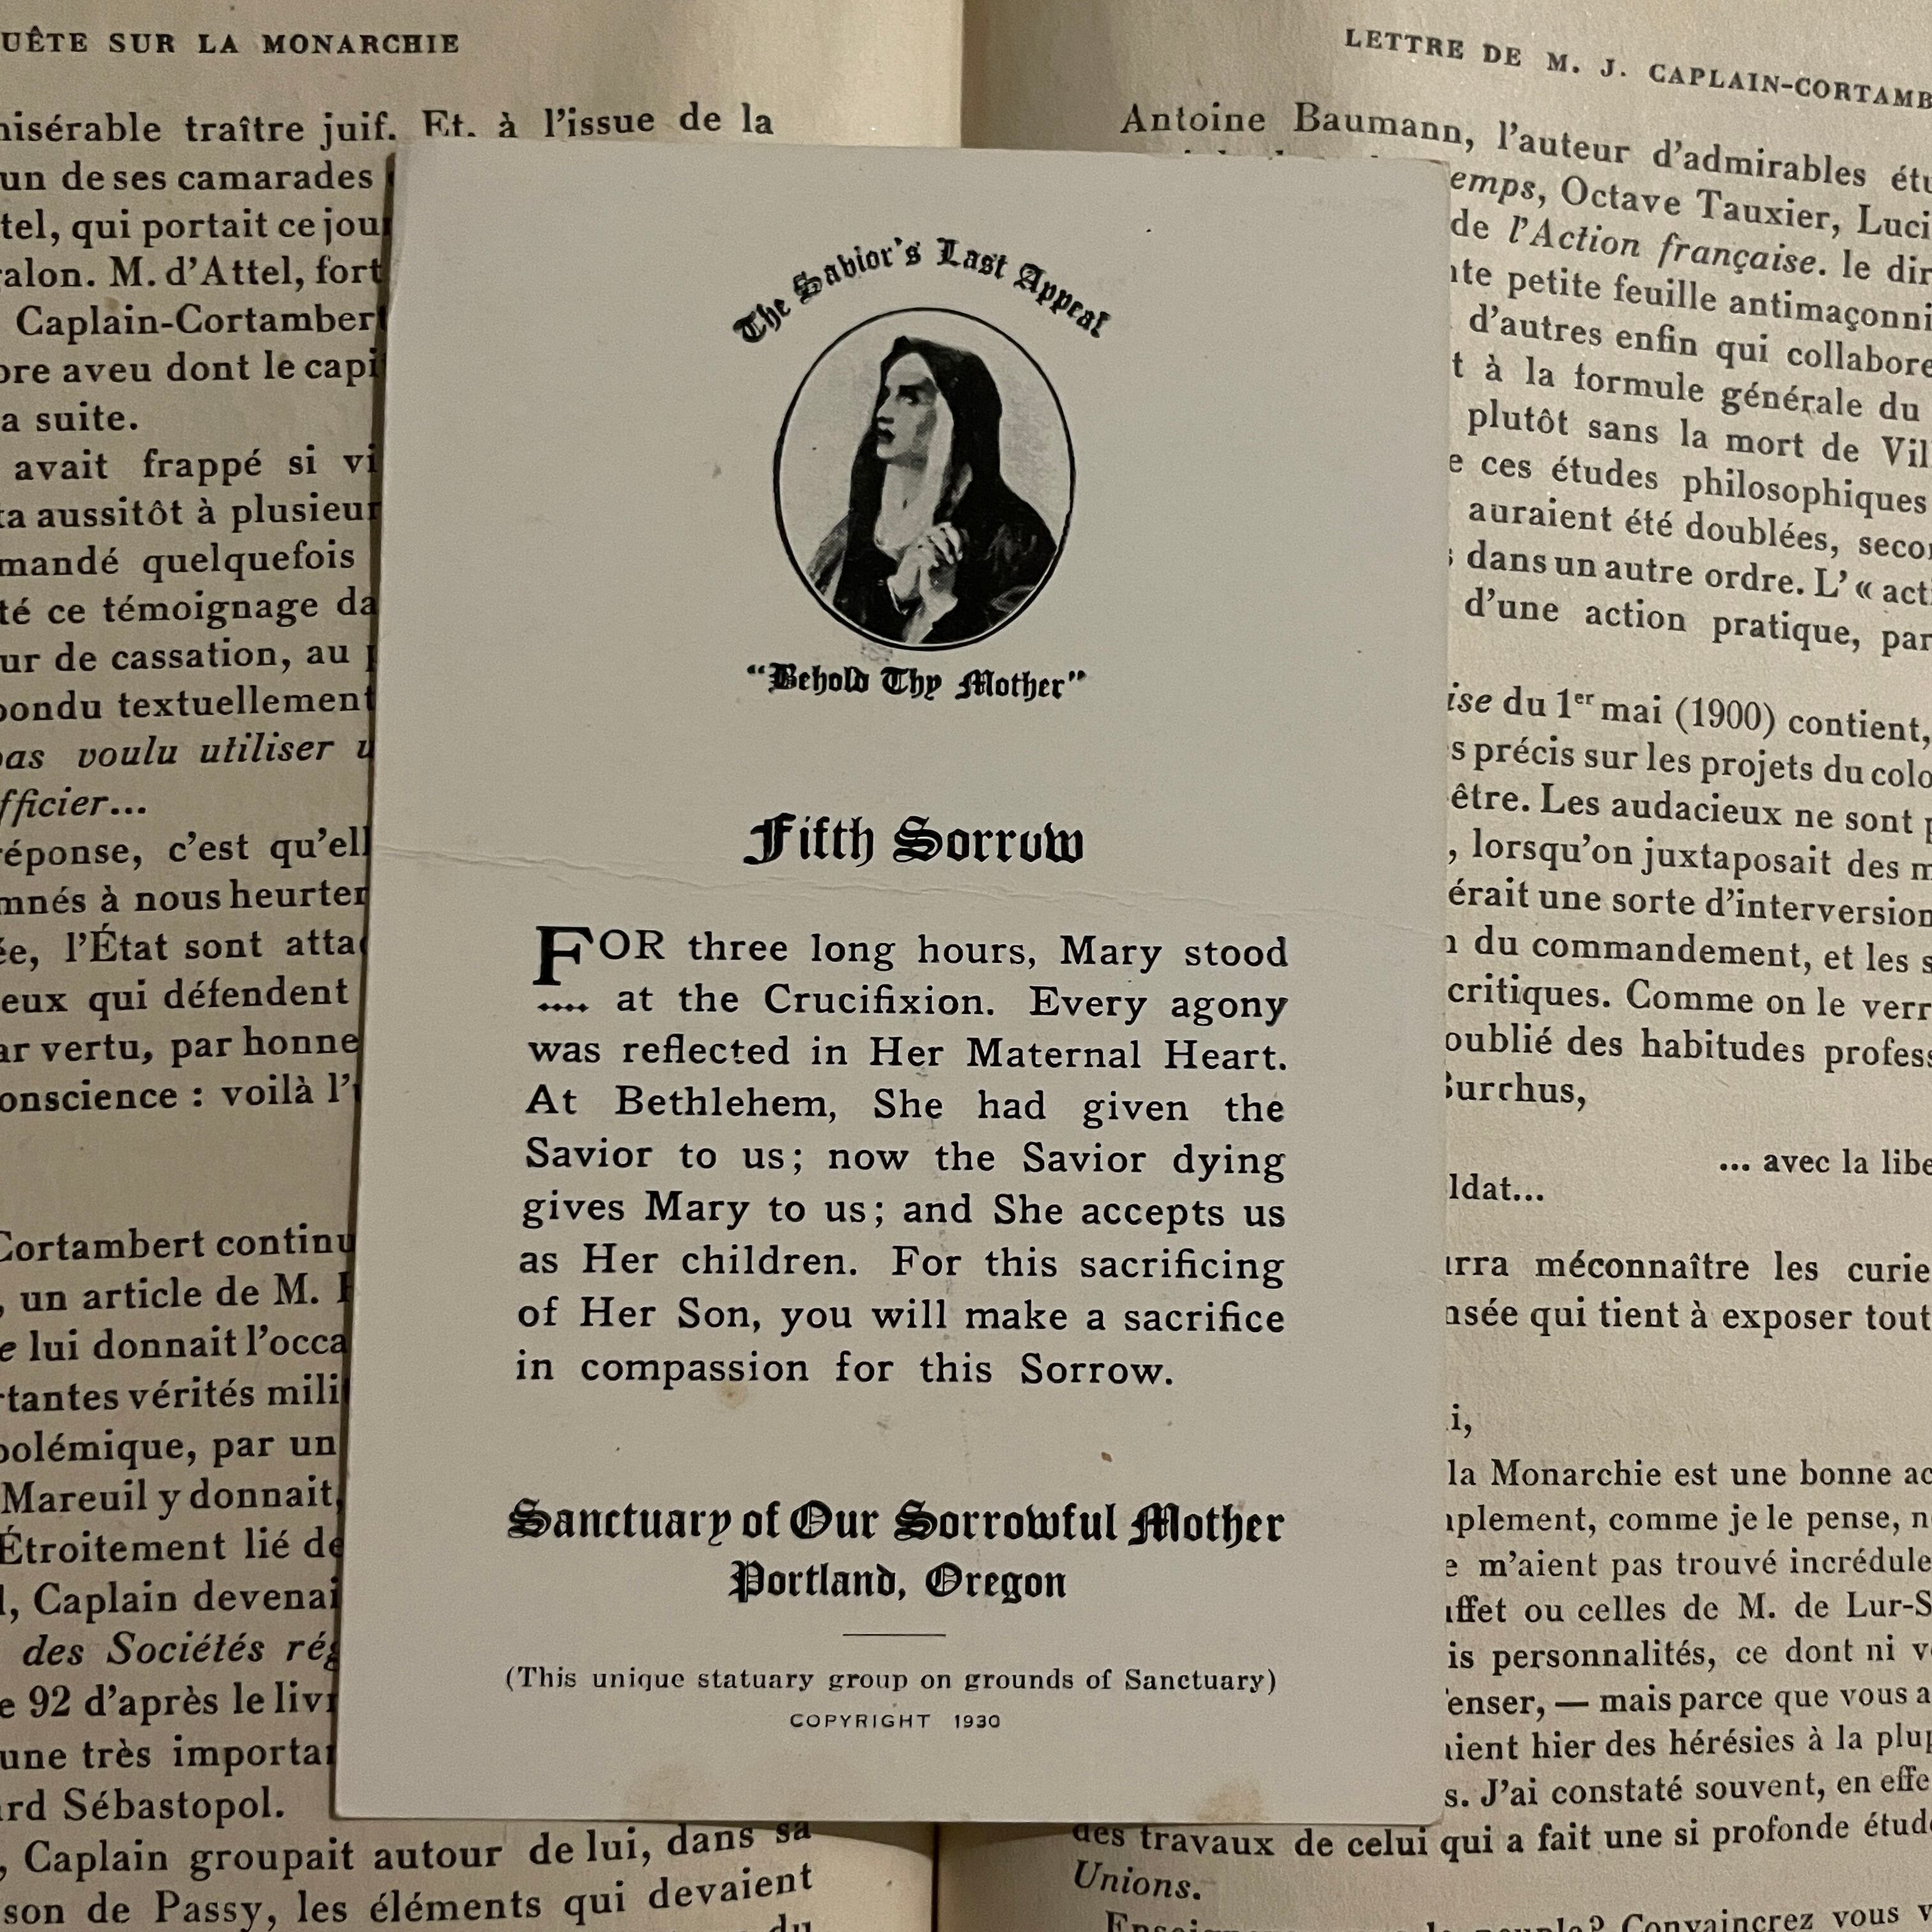 UÊTE SUR LA MONARCHIE
misérable traître juif. Et, à l'issue de la
un de ses camarades
tel, qui portait ce jou
alon. M. d'Attel, fort
Caplain-Cortambert
bre aveu dont le capi
a suite.
avait frappé si vi
ta aussitôt à plusieur
mandé quelquefois
té ce témoignage da
ur de cassation, au
pondu textuellement
pas voulu utiliser u
fficier...
réponse, c'est qu'ell
mnés à nous heurter
ée, l'État sont atta
eux qui défendent
ar vertu, par honne
onscience : voilà l'
Cortambert continu
, un article de M.
e lui donnait l'occa
rtantes vérités mili
polémique, par un
Mareuil y donnait,
Étroitement lié de
l, Caplain devenai
des Sociétés rég
e 92 d'après le livr
une très importan
ard Sébastopol.
, Caplain groupait autour de lui, dans sa
son de Passy, les éléments qui devaient
du
The Savior's Last Appeal
"Behold Thy Mother"
Fifth Sorrow
FOR three long hours, Mary stood
.... at the Crucifixion. Every agony
was reflected in Her Maternal Heart.
At Bethlehem, She had given the
Savior to us; now the Savior dying
gives Mary to us; and She accepts us
as Her children. For this sacrificing
of Her Son, you will make a sacrifice
in compassion for this Sorrow.
Sanctuary of Our Sorrowful Mother
Portland, Oregon
(This unique statuary group on grounds of Sanctuary)
COPYRIGHT 1930
LETTRE DE M. J. CAPLAIN-CORTAMB
Antoine Baumann, l'auteur d'admirables étu
emps, Octave Tauxier, Luci
de l'Action française. le dir
nte petite feuille antimaçonni
d'autres enfin qui collabore
t à la formule générale du
plutôt sans la mort de Vil
e ces études philosophiques
auraient été doublées, secon
s dans un autre ordre. L' « act
d'une action pratique, par
ise du 1er mai (1900) contient,
s précis sur les projets du colo
être. Les audacieux ne sont p
, lorsqu'on juxtaposait des m
érait une sorte d'interversion
n du commandement, et les s
critiques. Comme on le verr
oublié des habitudes profess
Burrhus,
... avec la libe
ldat...
urra méconnaître les curie
nsée qui tient à exposer tout
i,
la Monarchie est une bonne ac
nplement, comme je le pense, n
e m'aient pas trouvé incrédule
uffet ou celles de M. de Lur-S
is personnalités, ce dont ni v
enser, — mais parce que vous a
aient hier des hérésies à la plup
s. J'ai constaté souvent, en effe
des travaux de celui qui a fait une si profonde étud
Unions.
peuple? Convaincrez vous